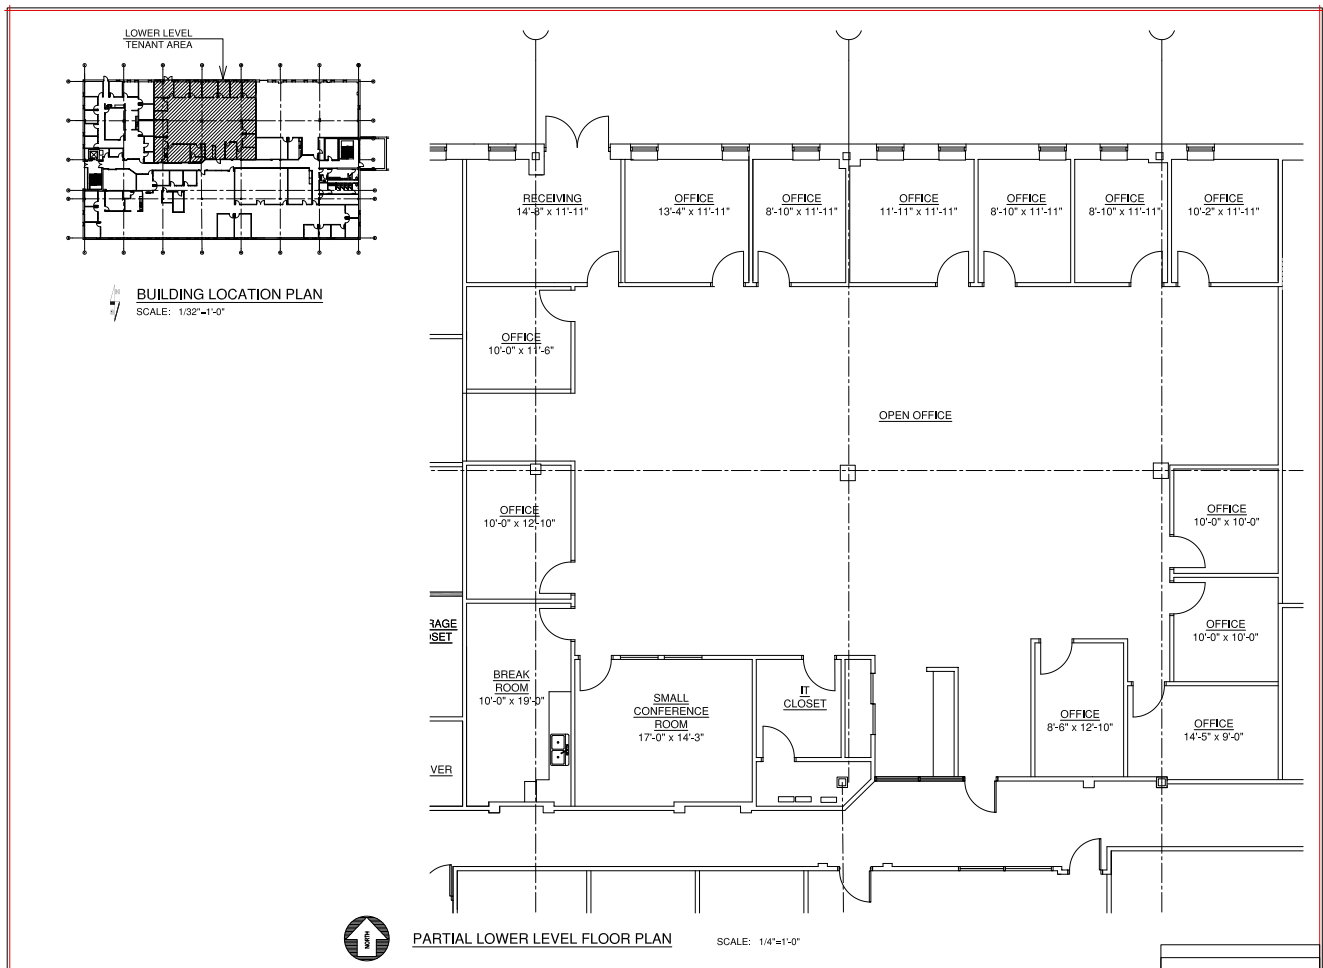 LOWER LEVEL
TENANT AREA
BUILDING LOCATION PLAN
SCALE: 1/32"=1'-0"
RECEIVING
14'-8" x 11'-11"
OFFICE
13'-4" x 11'-11"
OFFICE
8'-10" x 11'-11"
OFFICE
11'-11" x 11'-11"
OFFICE
8'-10" x 11'-11"
OFFICE
8'-10" x 11'-11"
OFFICE
10'-2" x 11'-11"
OFFICE
10'-0" x 11'-6"
OPEN OFFICE
OFFICE
10'-0" x 12'-10"
OFFICE
10'-0" x 10'-0"
OFFICE
10'-0" x 10'-0"
RAGE
SET
BREAK
ROOM
10'-0" x 19'-0"
SMALL
CONFERENCE
ROOM
17'-0" x 14'-3"
IT
CLOSET
OFFICE
8'-6" x 12'-10"
OFFICE
14'-5" x 9'-0"
VER
NORTH
PARTIAL LOWER LEVEL FLOOR PLAN
SCALE: 1/4"=1'-0"